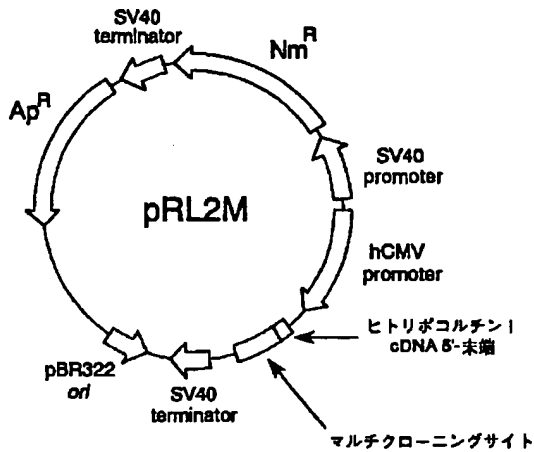 SV40
terminator
Nm^R
Ap^R
SV40
promoter
pRL2M
hCMV
promoter
ヒトリポコルチン I
cDNA 5'-末端
pBR322
ori
SV40
terminator
マルチクローニングサイト